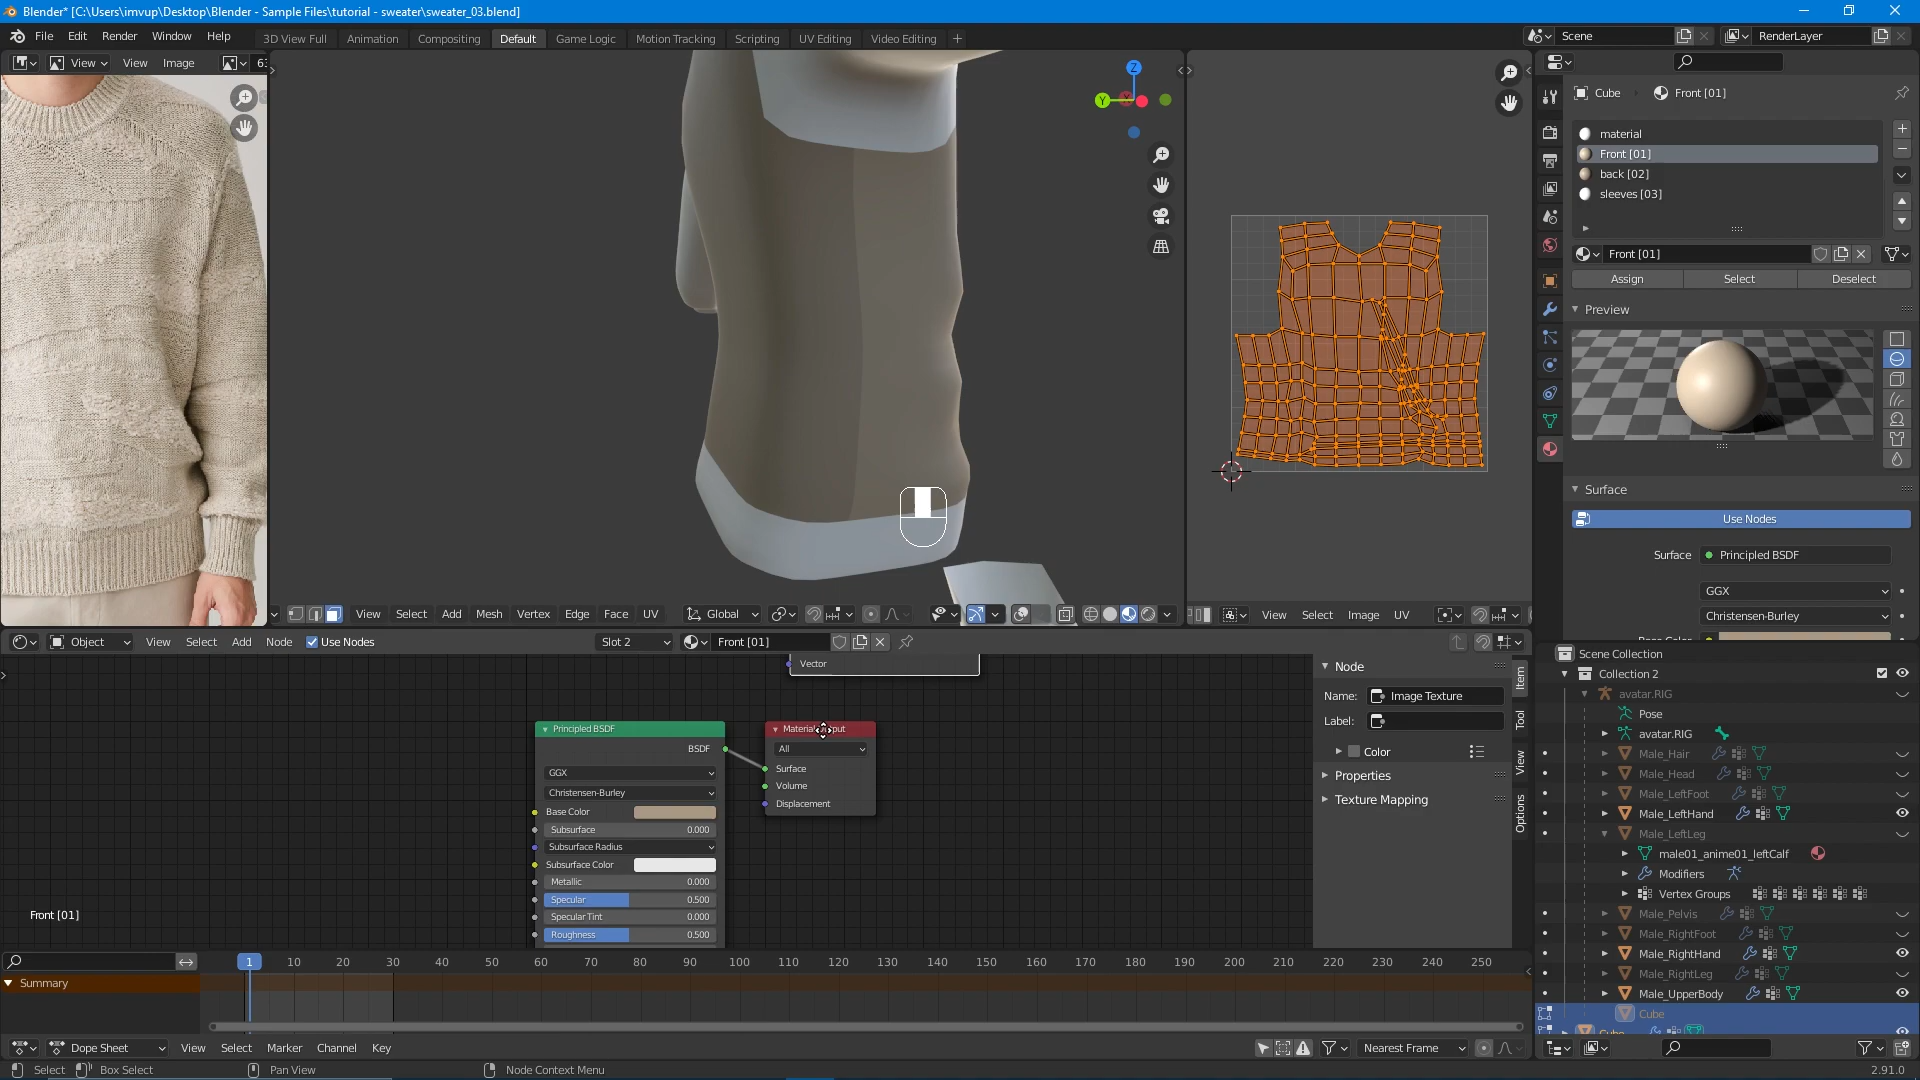 Blender* [C:\Users\imvup\Desktop\Blender - Sample Files\tutorial - sweater\sweater_03.blend]
File Edit Render Window Help 3D View Full Animation Compositing Default Game Logic Motion Tracking Scripting UV Editing Video Editing + Scene RenderLayer
View View Image
Z
Y
Cube Front [01]
material
Front [01]
back [02]
sleeves [03]
Front [01]
Assign Select Deselect
Preview
Surface
Use Nodes
Surface Principled BSDF
GGX
Christensen-Burley
View Select Add Mesh Vertex Edge Face UV Global View Select Image UV
Object View Select Add Node Use Nodes Slot 2 Front [01]
Scene Collection
Collection 2
avatar.RIG
Pose
avatar.RIG
Male_Hair
Male_Head
Male_LeftFoot
Male_LeftHand
Male_LeftLeg
male01_anime01_leftCalf
Modifiers
Vertex Groups
Male_Pelvis
Male_RightFoot
Male_RightHand
Male_RightLeg
Male_UpperBody
Cube
Vector
Principled BSDF
BSDF
GGX
Christensen-Burley
Base Color
Subsurface 0.000
Subsurface Radius
Subsurface Color
Metallic 0.000
Specular 0.500
Specular Tint 0.000
Roughness 0.500
All
Surface
Volume
Displacement
Node
Name: Image Texture
Label:
Color
Properties
Texture Mapping
Item
Tool
View
Options
Front [01]
1 10 20 30 40 50 60 70 80 90 100 110 120 130 140 150 160 170 180 190 200 210 220 230 240 250
Summary
Dope Sheet View Select Marker Channel Key Nearest Frame
Select Box Select Pan View Node Context Menu 2.91.0